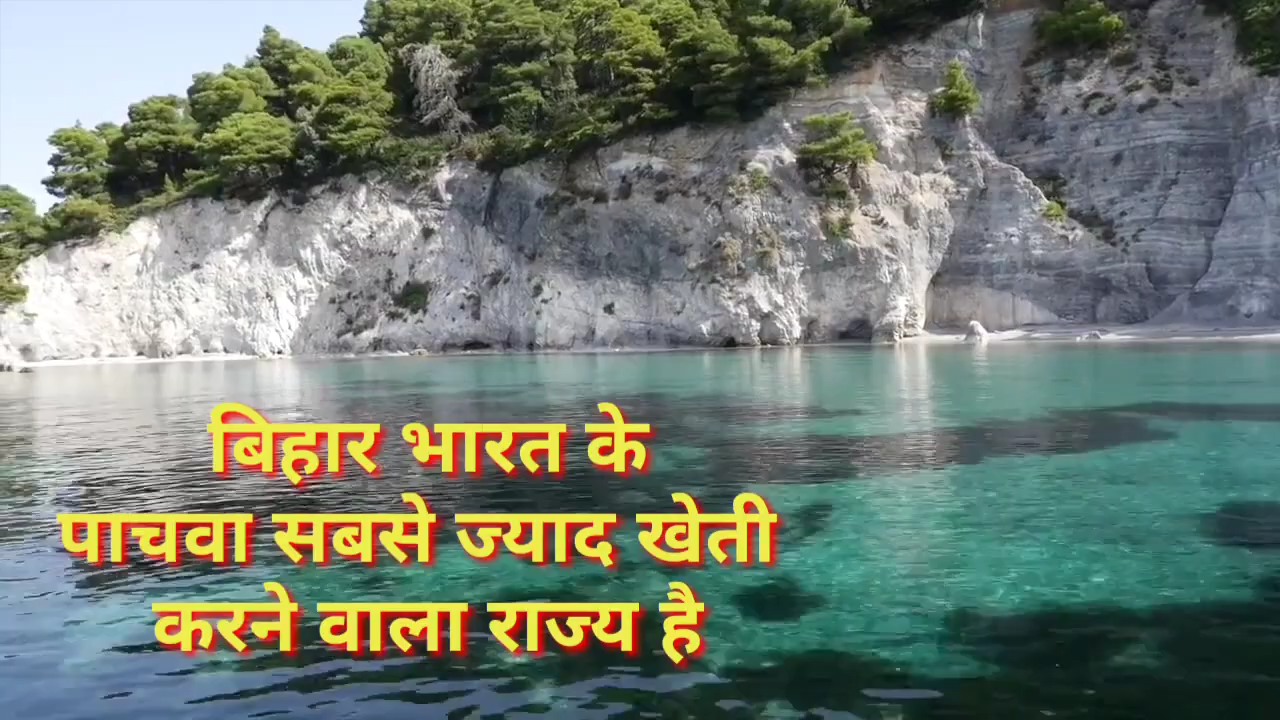 बिहार भारत के
पाचवा सबसे ज्याद खेती
करने वाला राज्य है